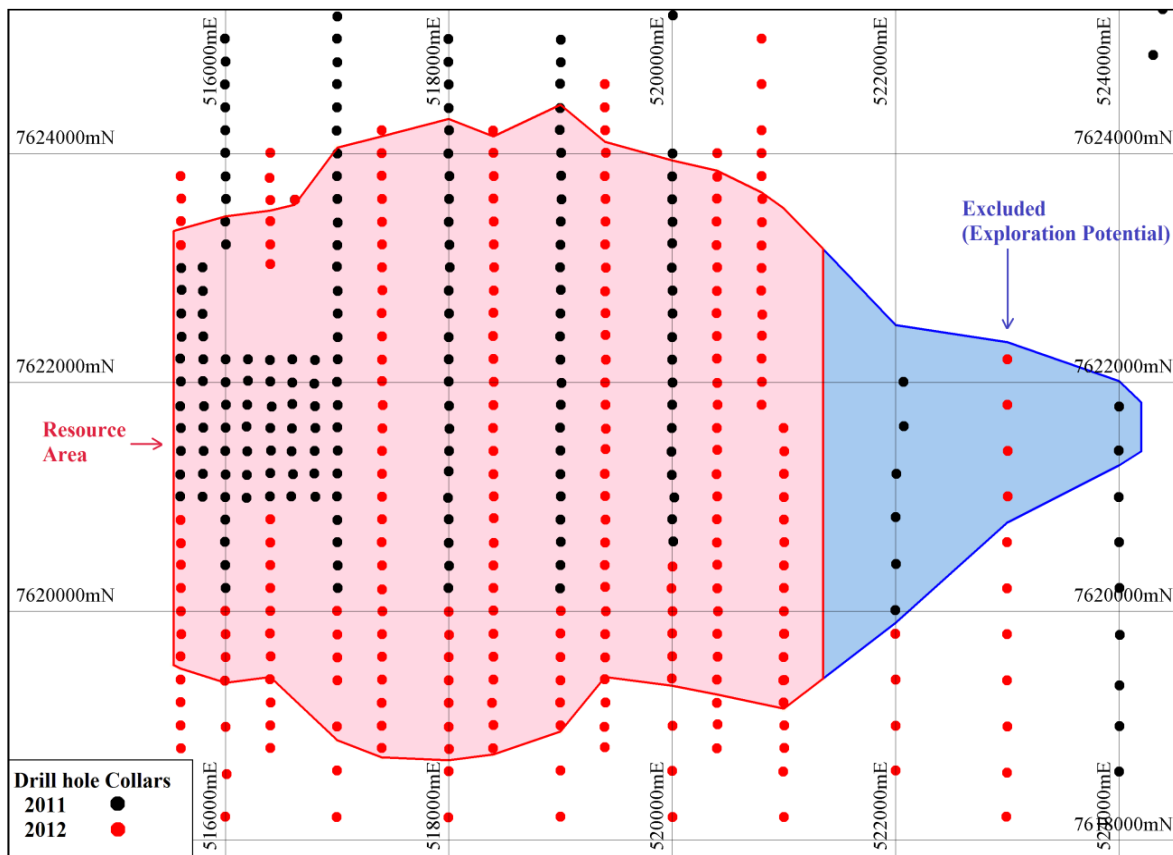 516000mE
518000mE
520000mE
522000mE
524000mE
7624000mN
7624000mN
Excluded
(Exploration Potential)
7622000mN
7622000mN
Resource
Area
7620000mN
7620000mN
Drill hole Collars
2011
2012
516000mE
518000mE
520000mE
522000mE
524000mE
7618000mN